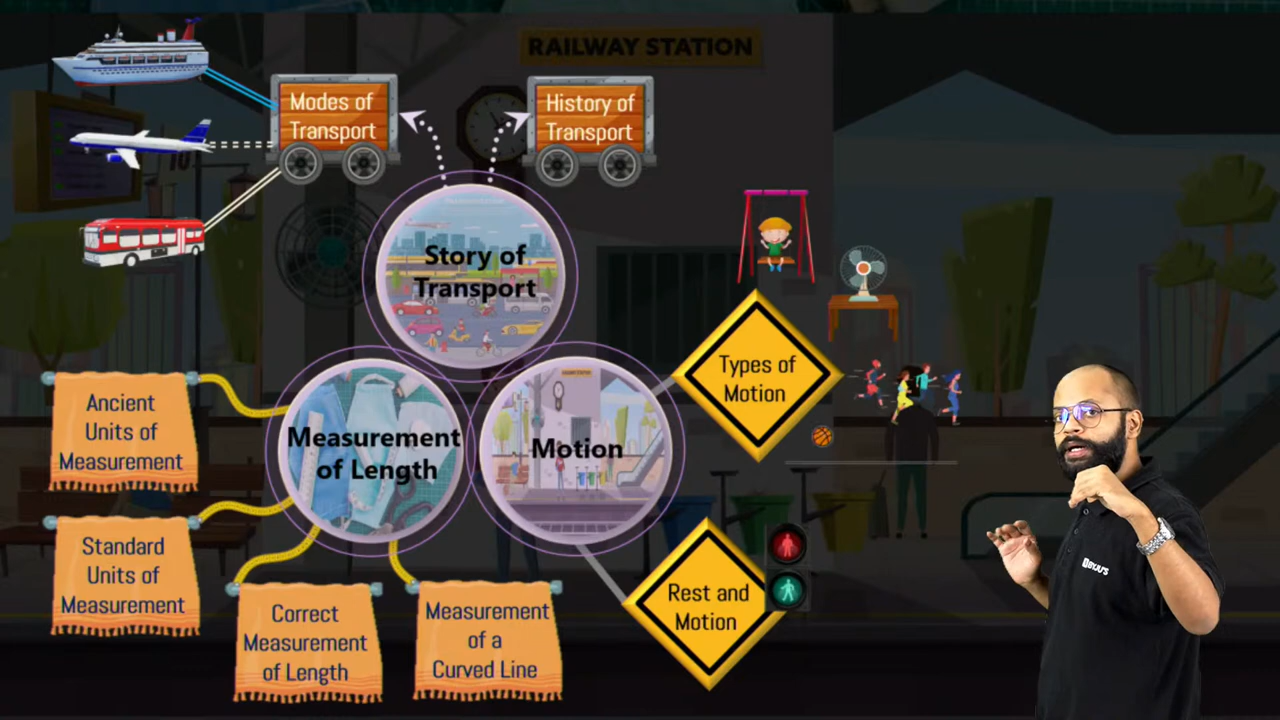 RAILWAY STATION
Modes of
Transport
History of
Transport
Story of
Transport
Types of
Motion
Ancient
Units of
Measurement
Measurement
of Length
Motion
Standard
Units of
Measurement
Correct
Measurement
of Length
Measurement
of a
Curved Line
Rest and
Motion
BYJU'S